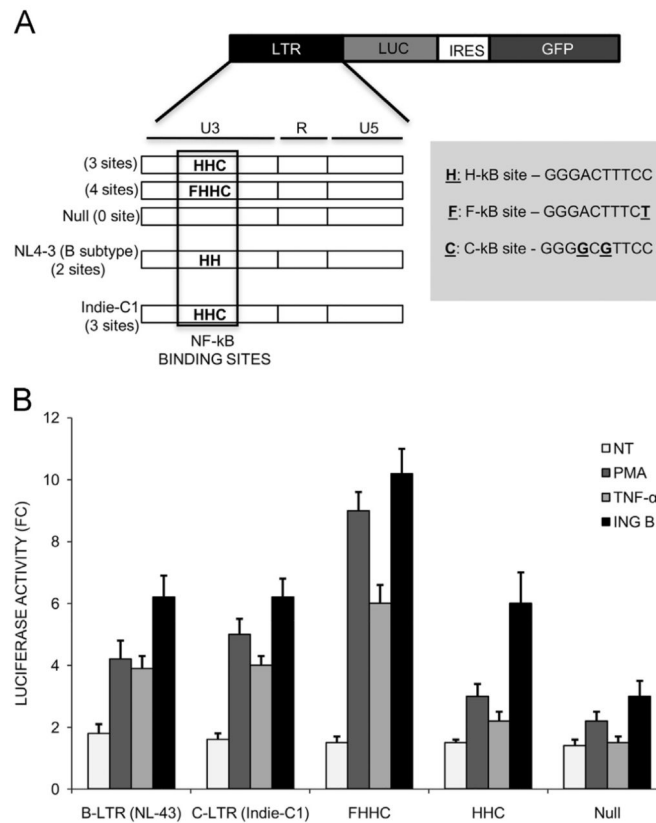 A
LTR LUC IRES GFP
U3 R U5
(3 sites) HHC
(4 sites) FHHC
Null (0 site)
NL4-3 (B subtype) HH
(2 sites)
Indie-C1 HHC
(3 sites)
NF-kB
BINDING SITES
H: H-kB site – GGGACTTTCC
F: F-kB site – GGGACTTTCT
C: C-kB site - GGGGCGTTCC
B
LUCIFERASE ACTIVITY (FC)
12
10
8
6
4
2
0
NT
PMA
TNF-α
ING B
B-LTR (NL-43) C-LTR (Indie-C1) FHHC HHC Null